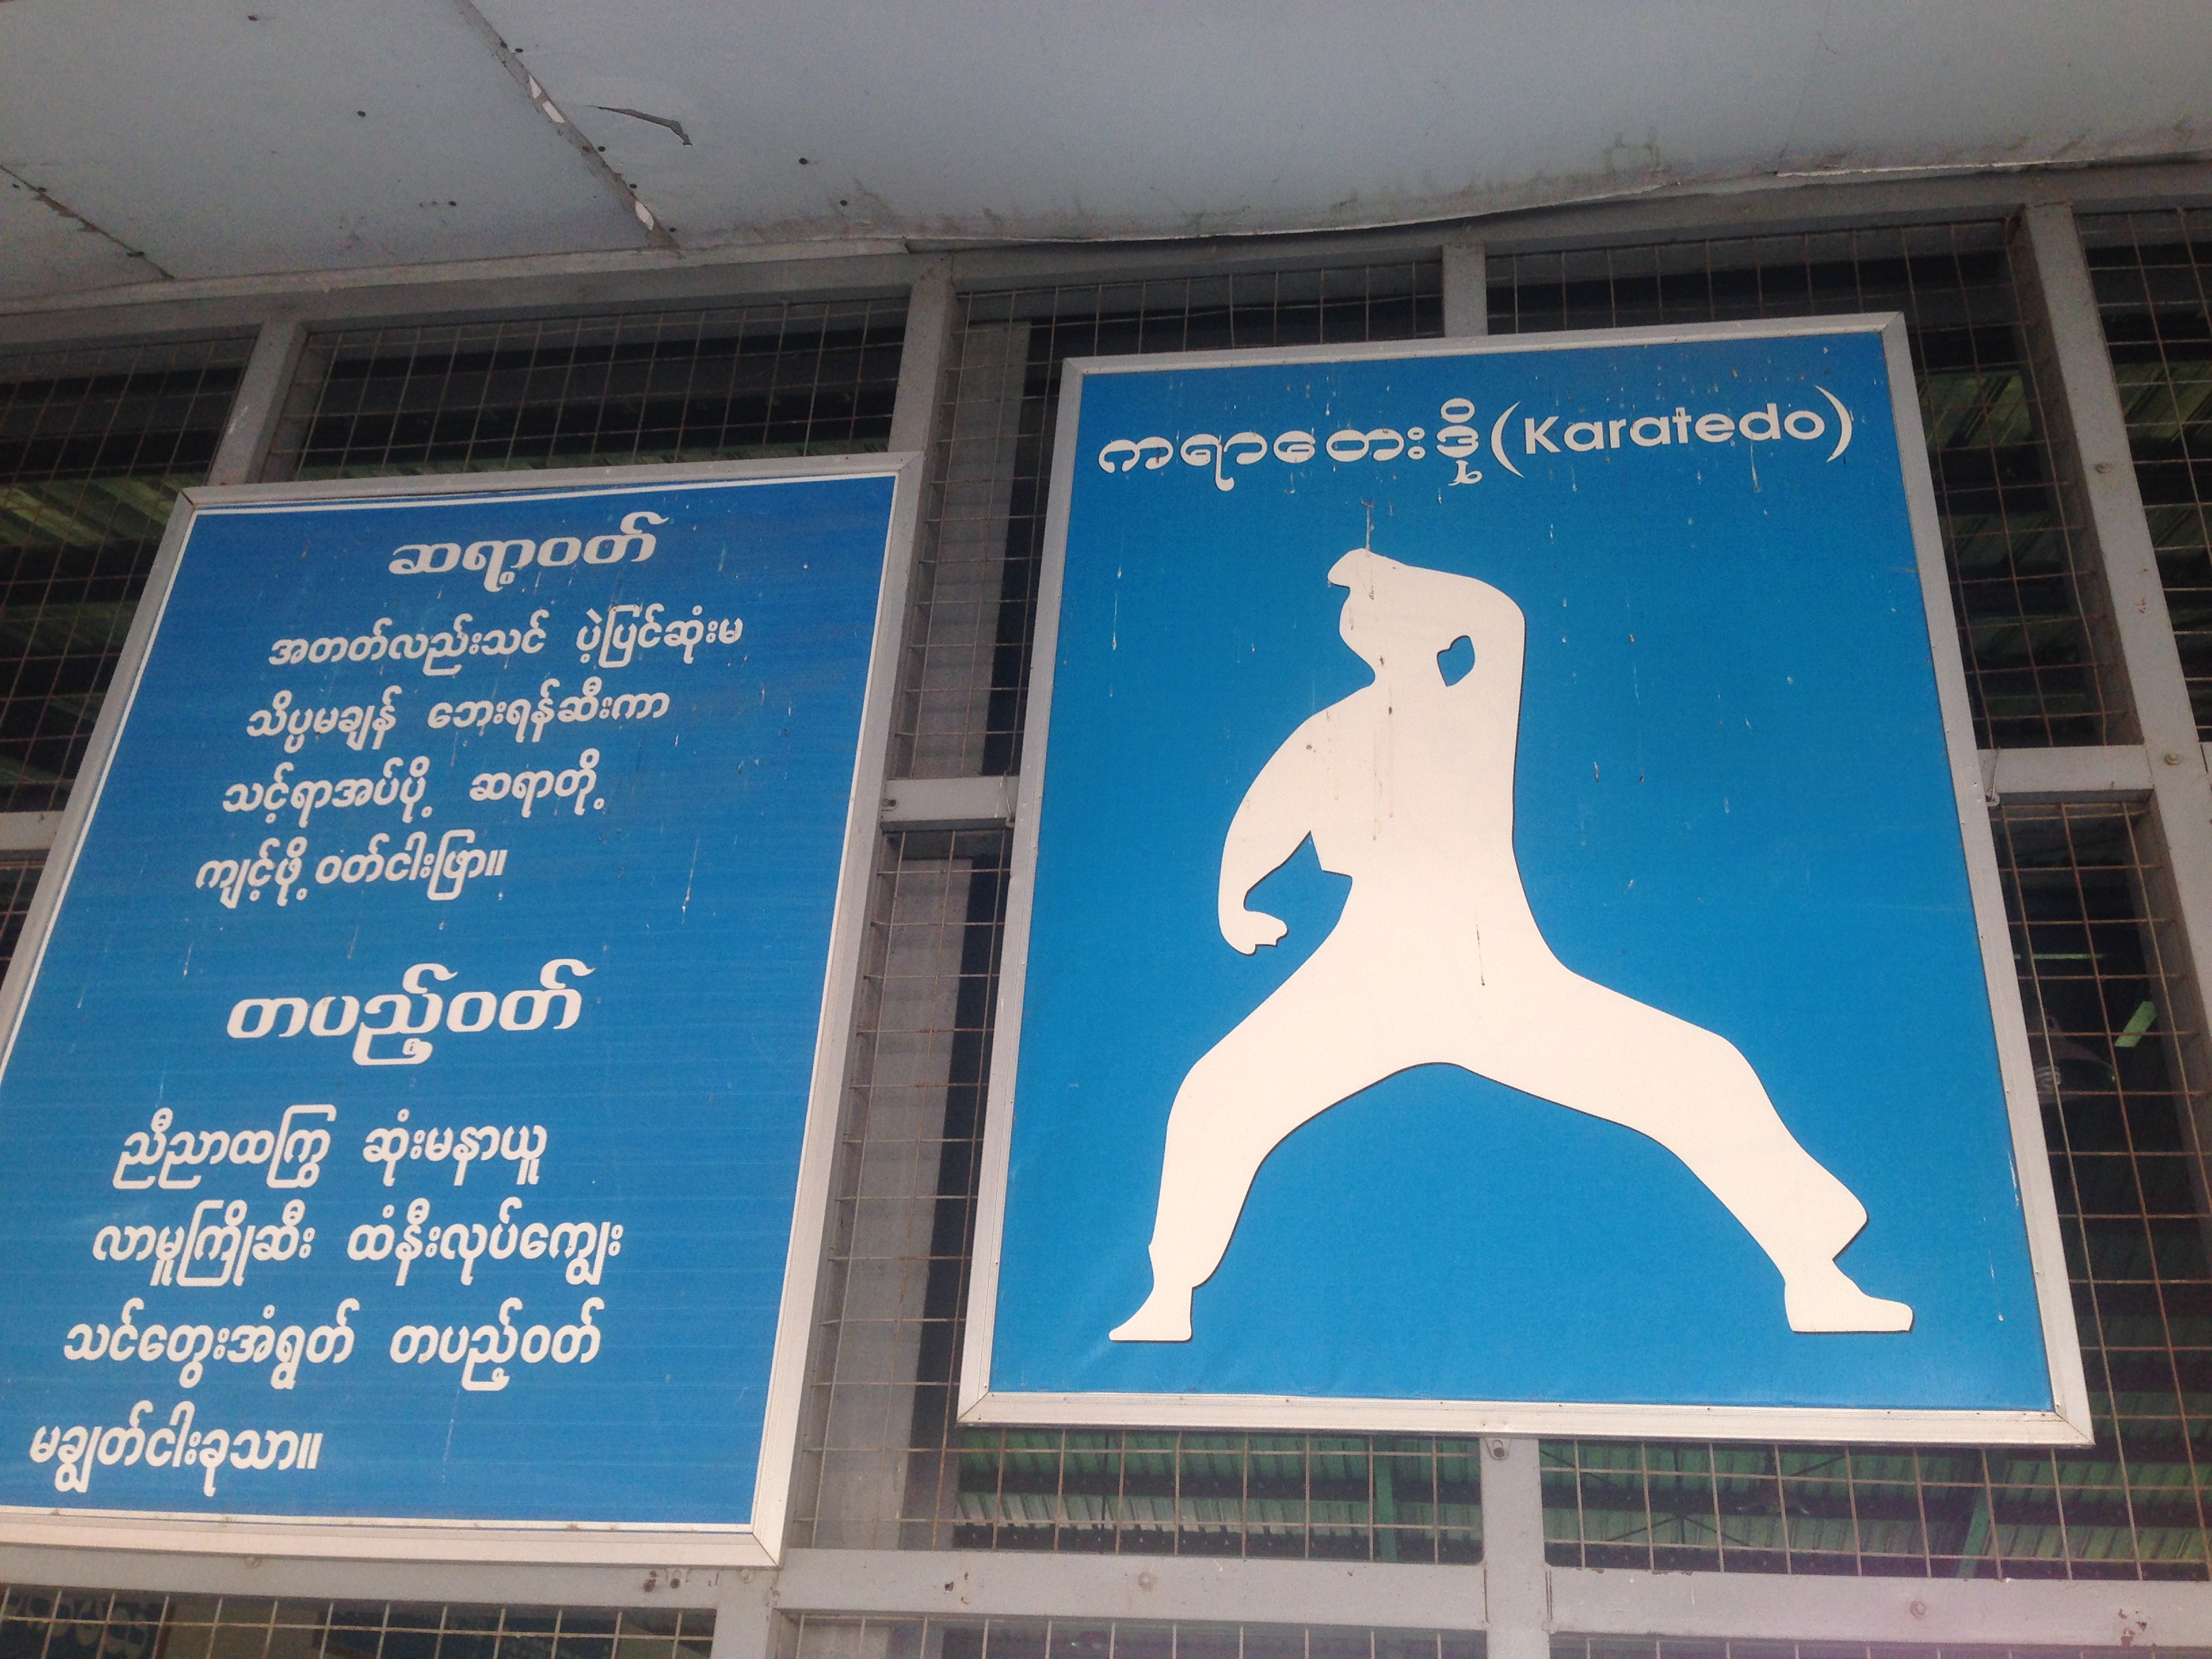 ဆရာ့ဝတ်
အတတ်လည်းသင် ပဲ့ပြင်ဆုံးမ
သိပ္ပမချန် ဘေးရန်ဆီးကာ
သင့်ရာအပ်ပို့ ဆရာတို့
ကျင့်ဖို့ ဝတ်ငါးဖြာ။
တပည့်ဝတ်
ညီညာထကြွ ဆုံးမနာယူ
လာမူကြိုဆီး ထံနီးလုပ်ကျွေး
သင်တွေးအံရွတ် တပည့်ဝတ်
မချွတ်ငါးခုသာ။
ကရာတေးဒို (Karatedo)